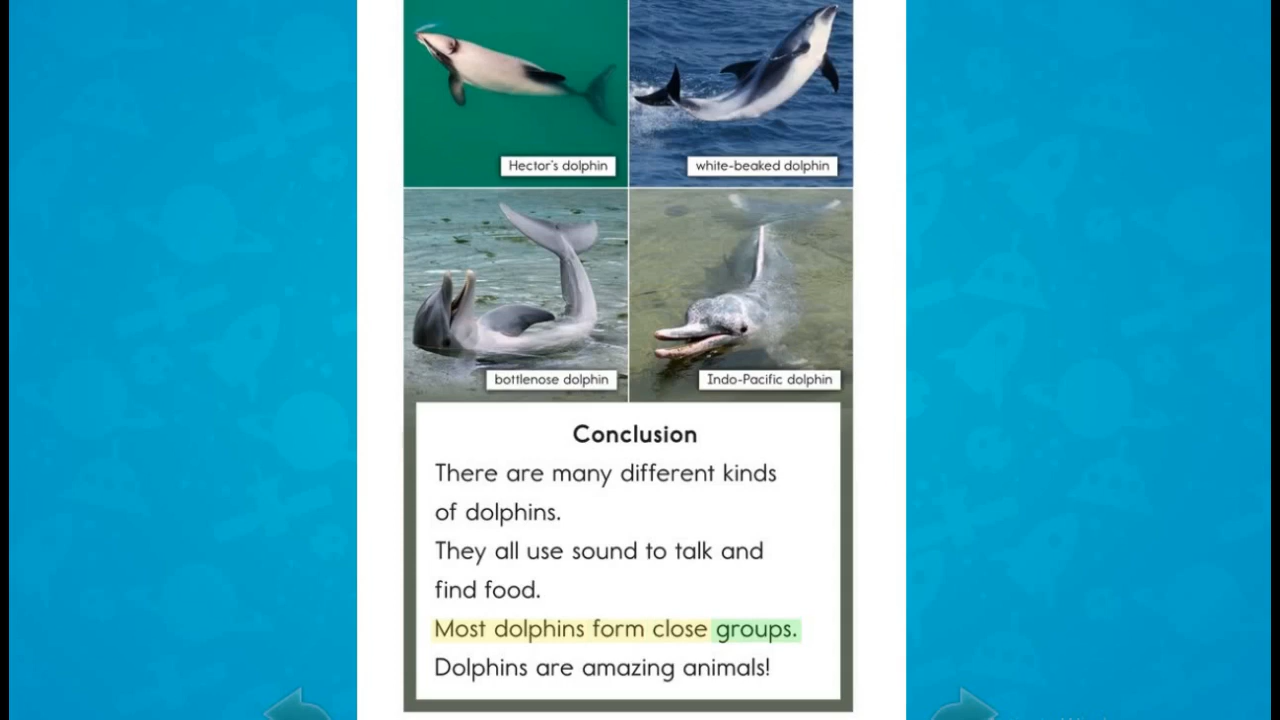 Hector's dolphin
white-beaked dolphin
bottlenose dolphin
Indo-Pacific dolphin
Conclusion
There are many different kinds
of dolphins.
They all use sound to talk and
find food.
Most dolphins form close groups.
Dolphins are amazing animals!